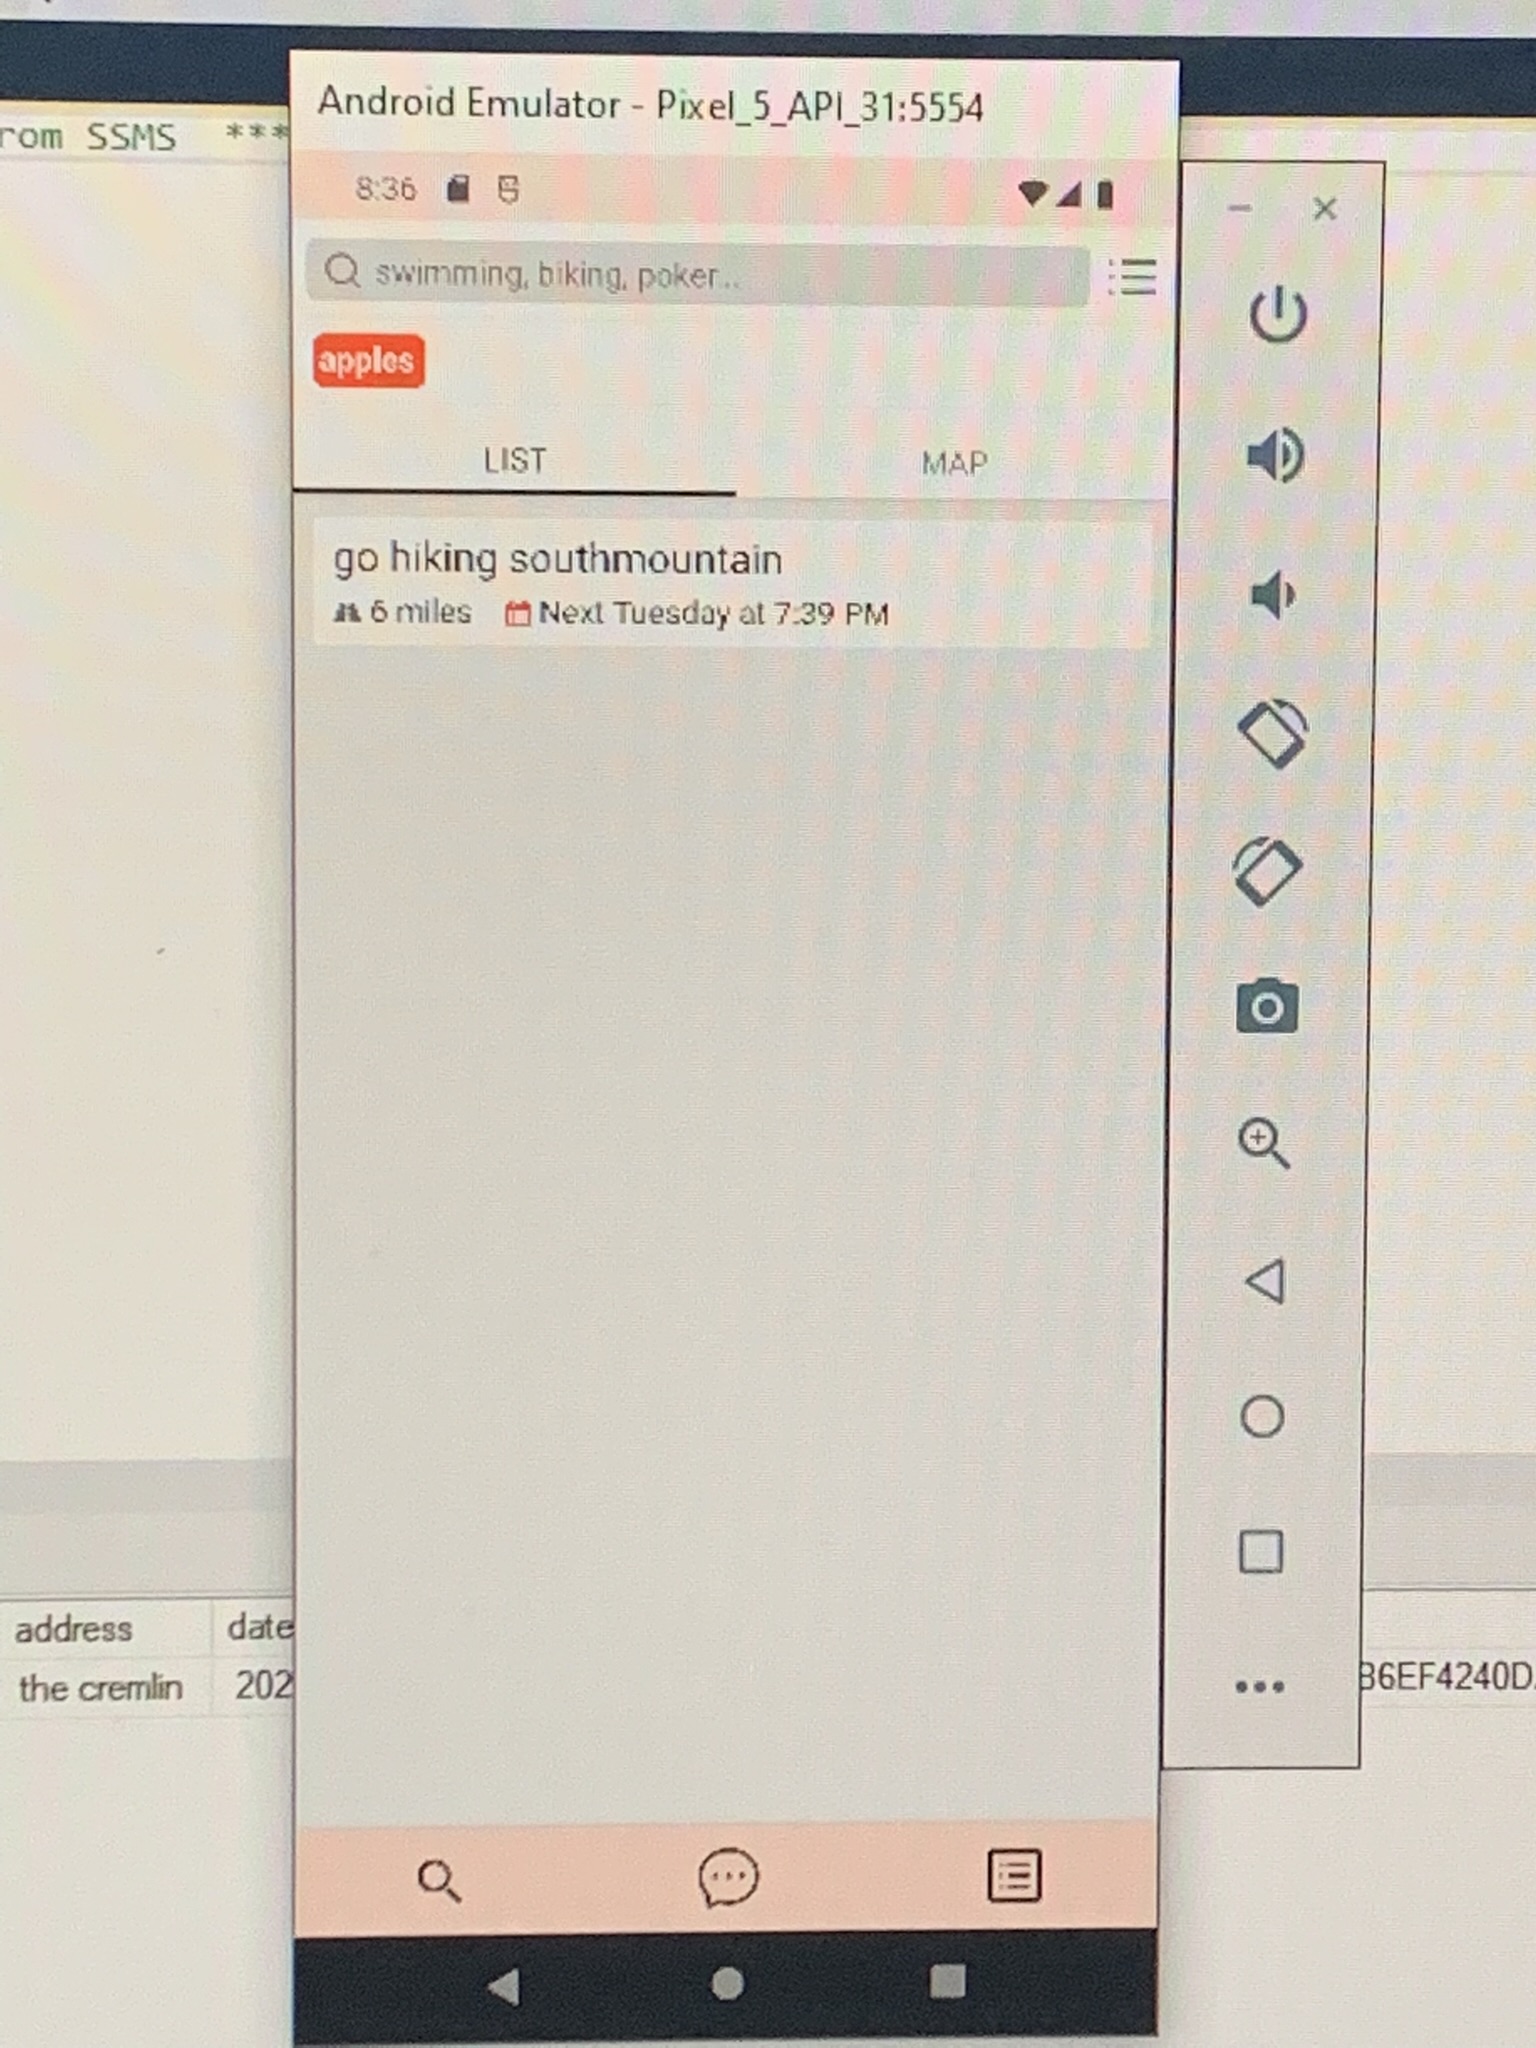 Android Emulator - Pixel_5_API_31:5554
rom SSMS ***
8:36
swimming, biking, poker...
apples
LIST
MAP
go hiking southmountain
6 miles Next Tuesday at 7:39 PM
address date
the cremlin 202
B6EF4240D